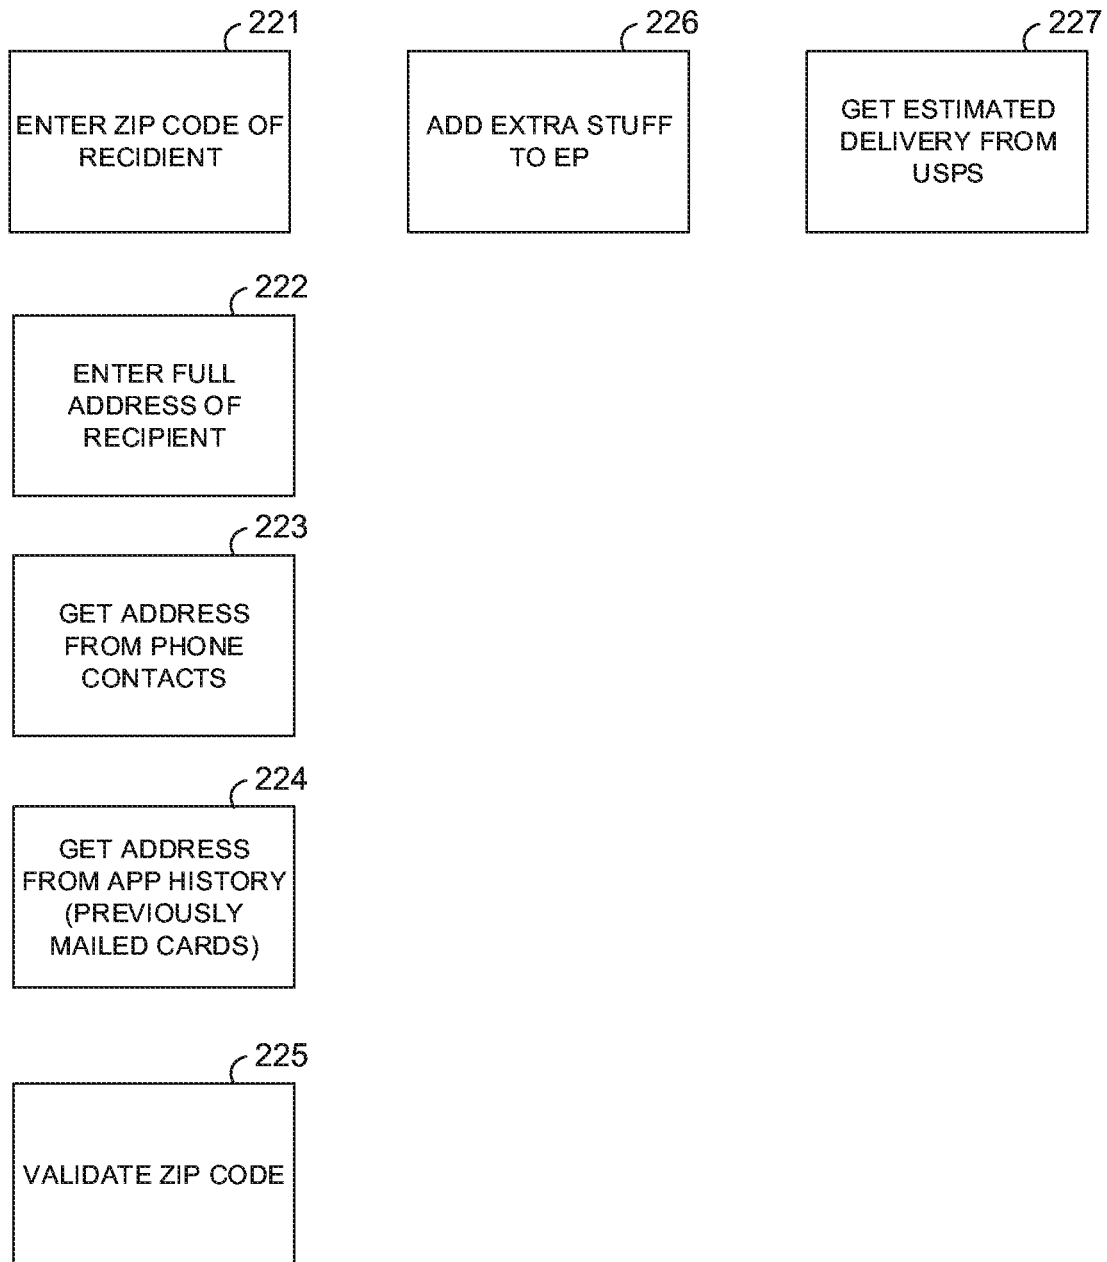 221
ENTER ZIP CODE OF
RECIDIENT
226
ADD EXTRA STUFF
TO EP
227
GET ESTIMATED
DELIVERY FROM
USPS
222
ENTER FULL
ADDRESS OF
RECIPIENT
223
GET ADDRESS
FROM PHONE
CONTACTS
224
GET ADDRESS
FROM APP HISTORY
(PREVIOUSLY
MAILED CARDS)
225
VALIDATE ZIP CODE